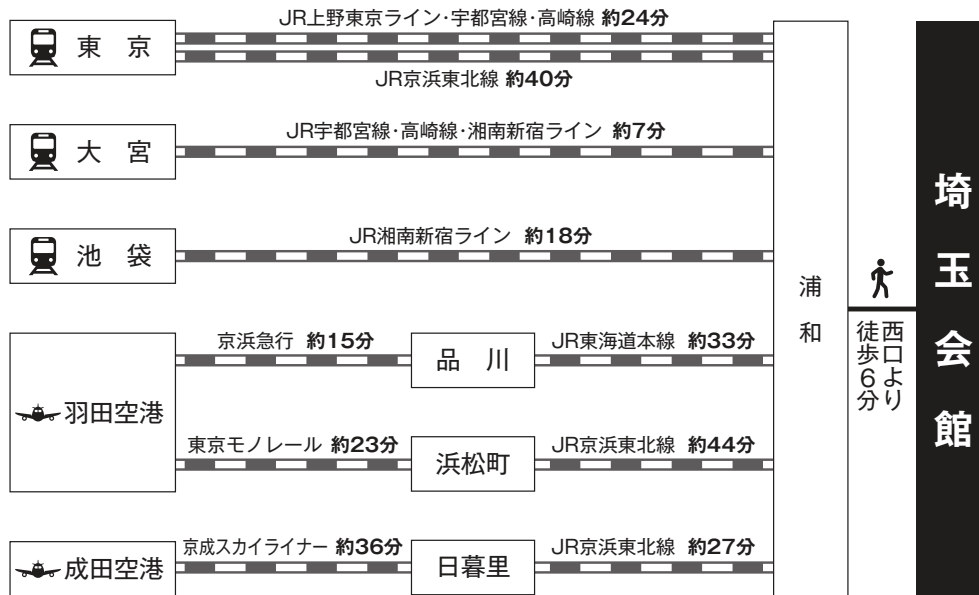 JR上野東京ライン・宇都宮線・高崎線 約24分
東京
JR京浜東北線 約40分
JR宇都宮線・高崎線・湘南新宿ライン 約7分
大宮
JR湘南新宿ライン 約18分
池袋
京浜急行 約15分
品川
JR東海道本線 約33分
羽田空港
東京モノレール 約23分
浜松町
JR京浜東北線 約44分
京成スカイライナー 約36分
成田空港
日暮里
JR京浜東北線 約27分
浦和
西口より
徒歩6分
埼玉会館